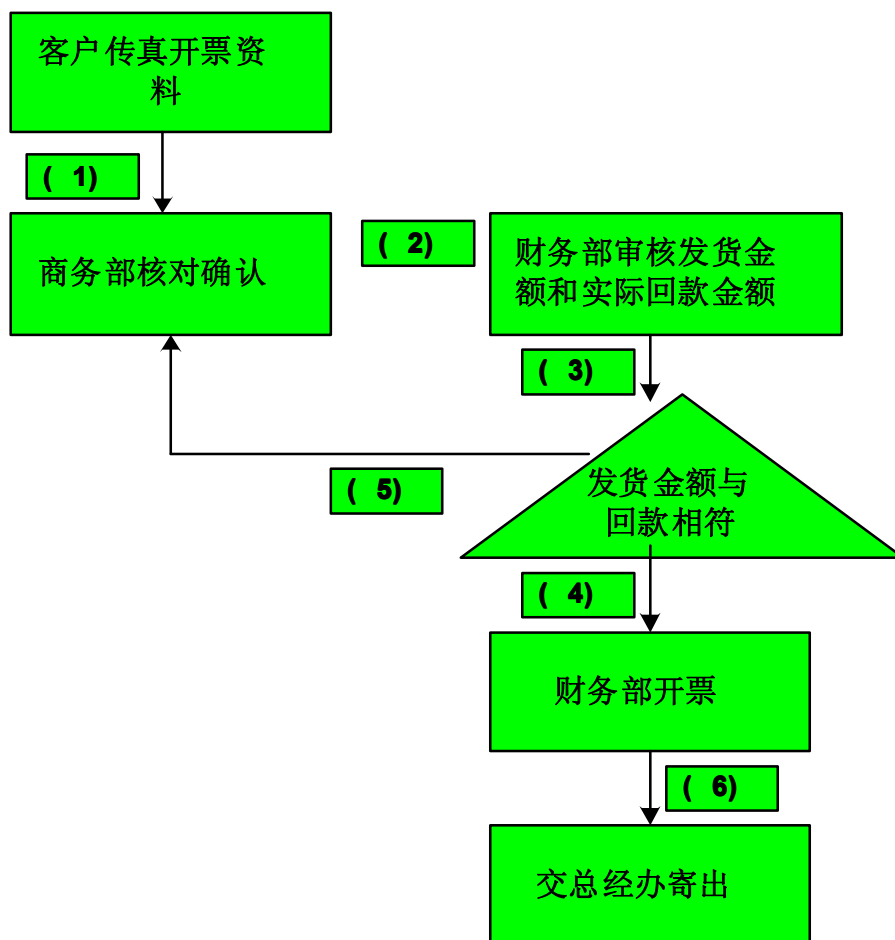 客户传真开票资
料
( 1)
商务部核对确认
( 2)
财务部审核发货金
额和实际回款金额
( 3)
发货金额与
回款相符
( 5)
( 4)
财务部开票
( 6)
交总经办寄出